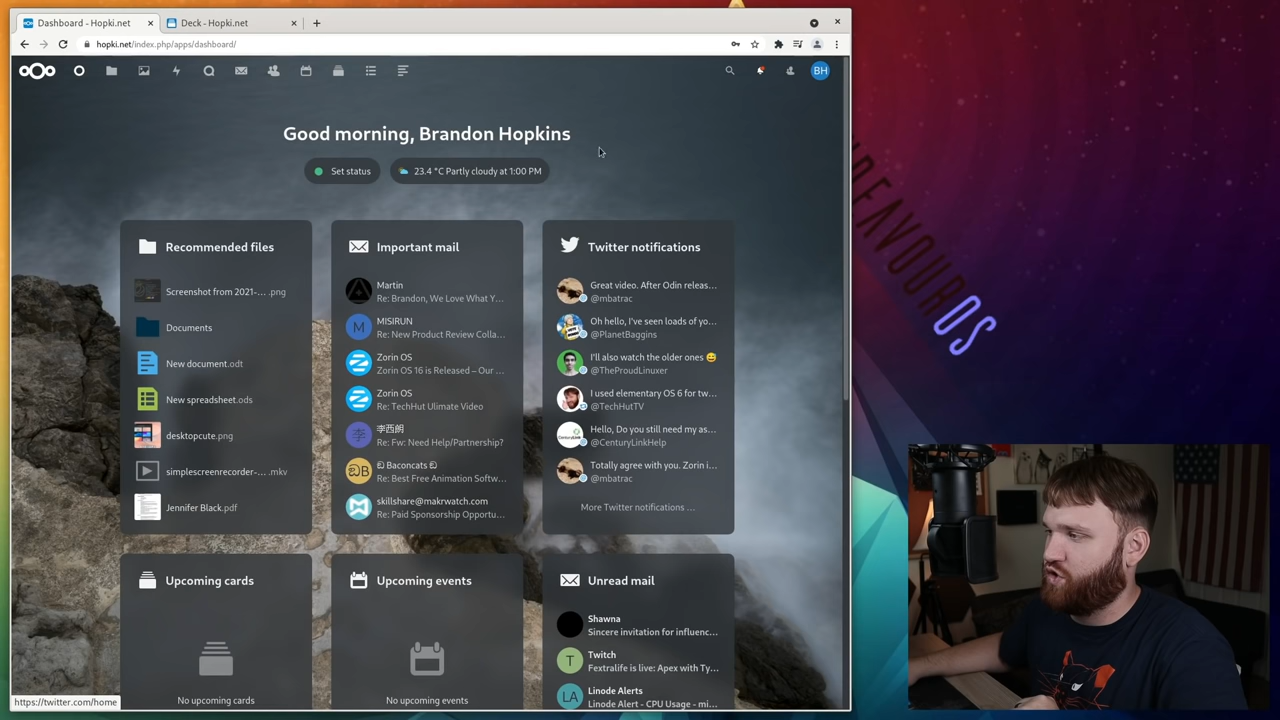 Dashboard - Hopki.net
Deck - Hopki.net
hopki.net/index.php/apps/dashboard/
BH
Good morning, Brandon Hopkins
Set status
23.4 °C Partly cloudy at 1:00 PM
Recommended files
Screenshot from 2021-... .png
Documents
New document.odt
New spreadsheet.ods
desktopcute.png
simplescreenrecorder-... .mkv
Jennifer Black.pdf
Important mail
Martin
Re: Brandon, We Love What Y...
M
MISIRUN
Re: New Product Review Colla...
Zorin OS
Zorin OS 16 is Released – Our ...
Zorin OS
Re: TechHut Ulimate Video
李西朗
Re: Fw: Need Help/Partnership?
Baconcats
Re: Best Free Animation Softw...
skillshare@makrwatch.com
Re: Paid Sponsorship Opportu...
Twitter notifications
Great video. After Odin releas...
@mbatrac
Oh hello, I've seen loads of yo...
@PlanetBaggins
I'll also watch the older ones 😄
@TheProudLinuxer
I used elementary OS 6 for tw...
@TechHutTV
Hello, Do you still need my as...
@CenturyLinkHelp
Totally agree with you. Zorin i...
@mbatrac
More Twitter notifications ...
Upcoming cards
No upcoming cards
Upcoming events
No upcoming events
Unread mail
Shawna
Sincere invitation for influenc...
T
Twitch
Fextralife is live: Apex with Ty...
LA
Linode Alerts
Linode Alert - CPU Usage - mi...
https://twitter.com/home
ENDEAVOUROS